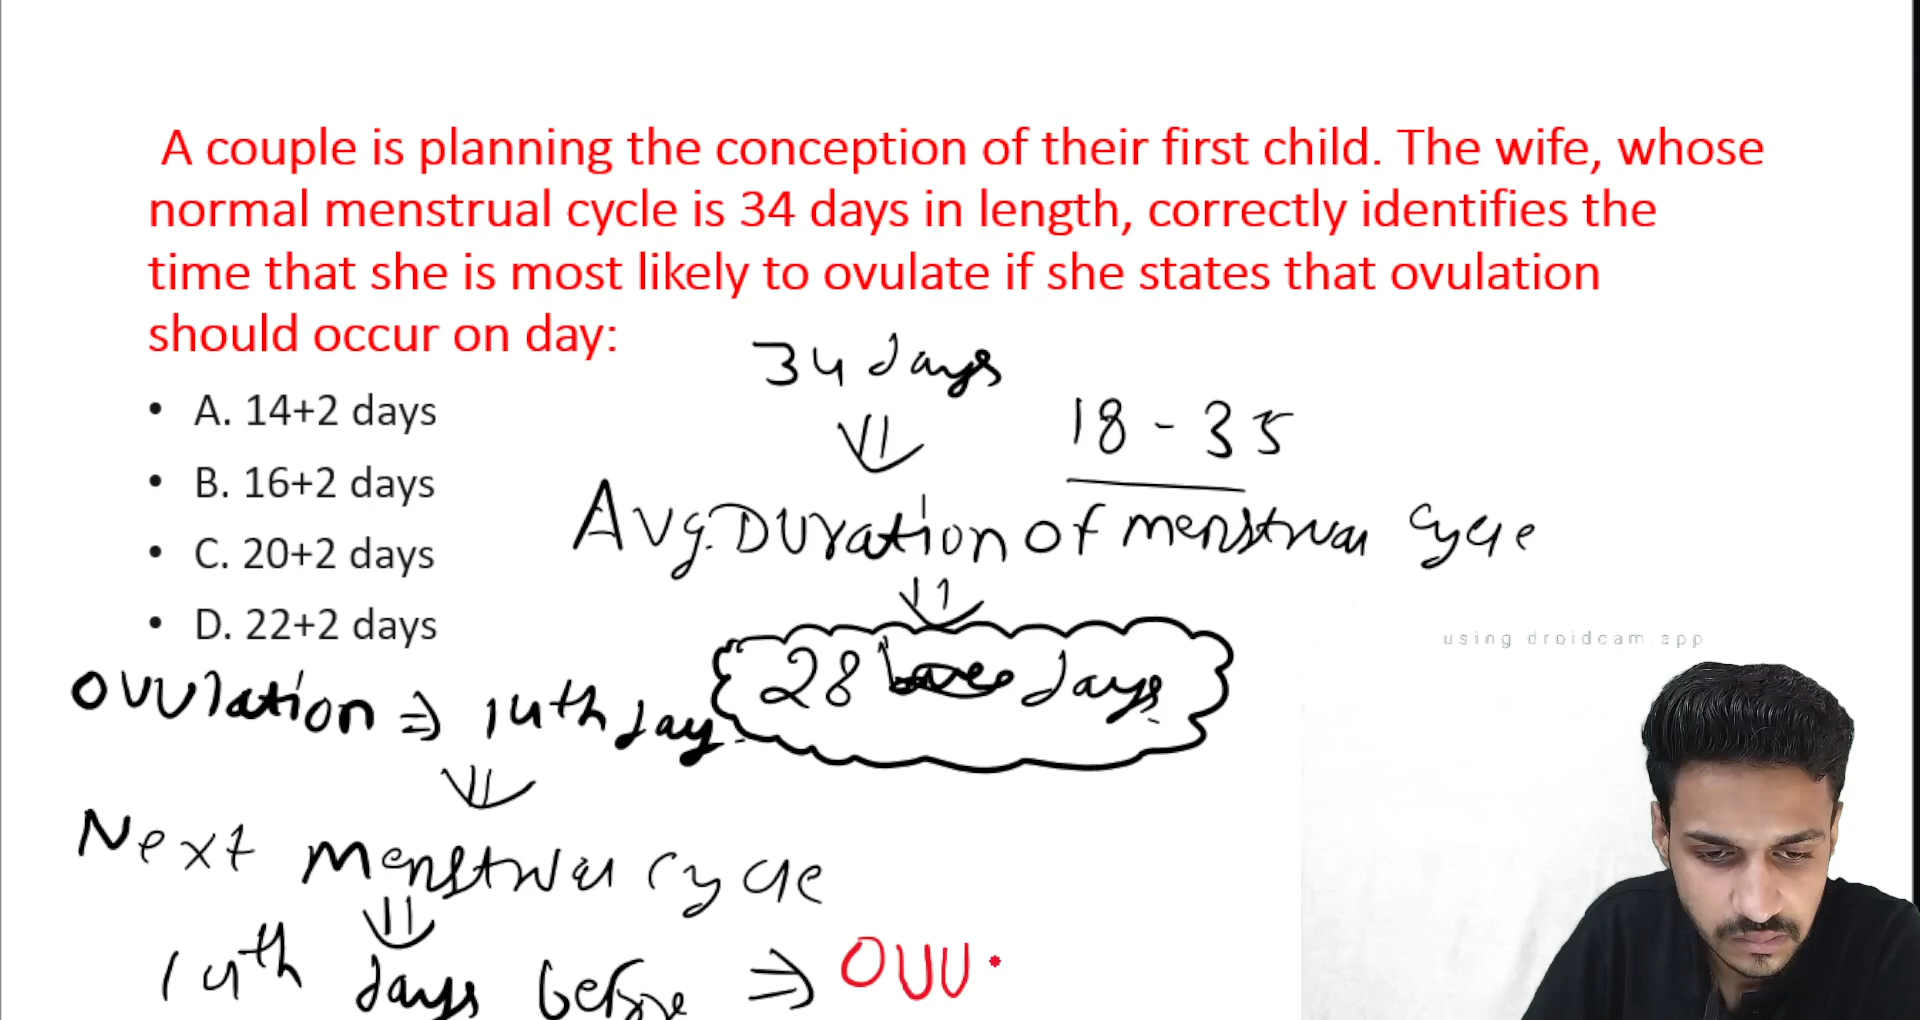 A couple is planning the conception of their first child. The wife, whose
normal menstrual cycle is 34 days in length, correctly identifies the
time that she is most likely to ovulate if she states that ovulation
should occur on day:
34 days
• A. 14+2 days
18 - 35
• B. 16+2 days
Avg. Duration of menstrual cycle
• C. 20+2 days
• D. 22+2 days
using droidcam.app
28 days
Ovulation ⇒ 14th day
Next menstrual cycle
14th days before ⇒ OVU